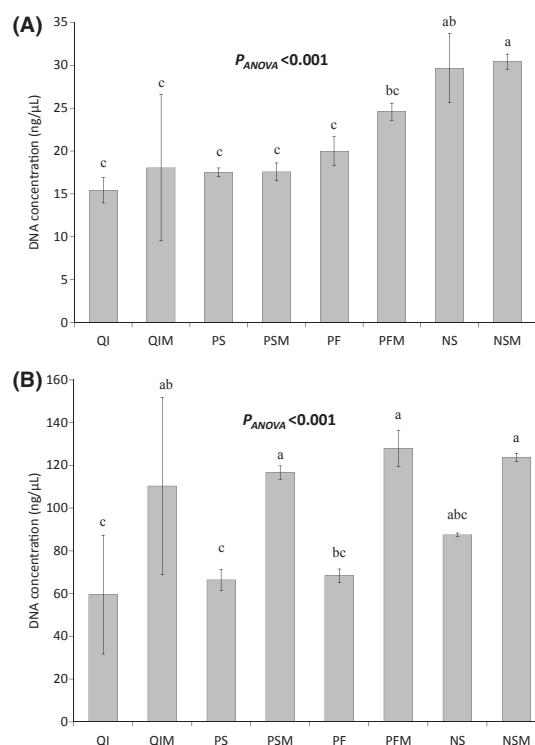 (A)
35
30
25
20
15
10
5
0
DNA concentration (ng/μL)
P_ANOVA <0.001
c c c c c bc ab a
QI QIM PS PSM PF PFM NS NSM
(B)
160
140
120
100
80
60
40
20
0
DNA concentration (ng/μL)
P_ANOVA <0.001
c ab c a bc a abc a
QI QIM PS PSM PF PFM NS NSM